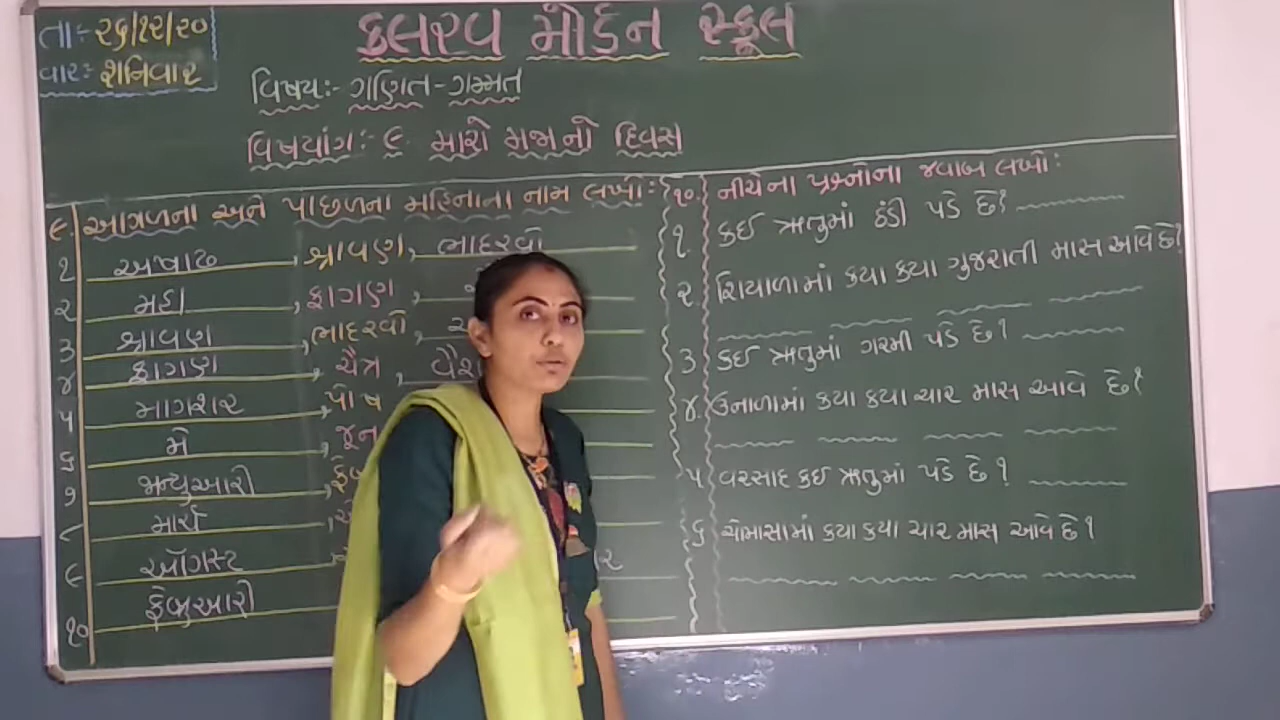 તા:- ૨૬/૧૨/૨૦
વાર:- શનિવાર
કલરવ મૉર્ડન સ્કૂલ
વિષય:- ગણિત-ગમ્મત
વિષયાંગ:- ૯. મારો મજાનો દિવસ
૯. આગળના અને પાછળના મહિનાના નામ લખો:
૧ અષાઢ, શ્રાવણ, ભાદરવો
૨ મહા, ફાગણ,
૩ શ્રાવણ, ભાદરવો,
૪ ફાગણ, ચૈત્ર,
૫ માગશર, પોષ
૬ મે, જૂન
૭ જાન્યુઆરી,
૮ માર્ચ,
૯ ઑગસ્ટ,
૧૦ ફેબ્રુઆરી
૧૦. નીચેના પ્રશ્નોના જવાબ લખો:
૧. કઈ ઋતુમાં ઠંડી પડે છે?
૨. શિયાળામાં કયા કયા ગુજરાતી માસ આવે છે?
૩. કઈ ઋતુમાં ગરમી પડે છે?
૪. ઉનાળામાં કયા કયા ચાર માસ આવે છે?
૫ વરસાદ કઈ ઋતુમાં પડે છે?
૬ ચોમાસામાં કયા કયા ચાર માસ આવે છે?